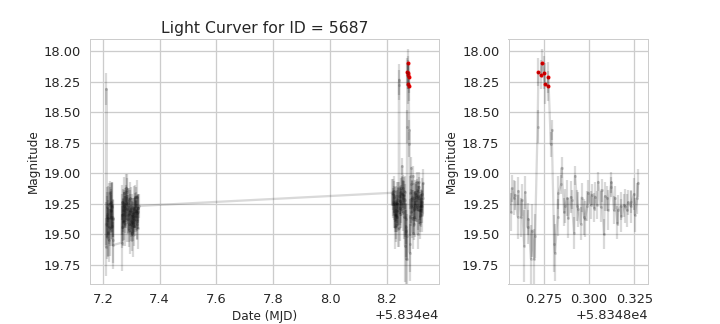 Light Curver for ID = 5687
18.00
18.25
18.50
18.75
19.00
19.25
19.50
19.75
Magnitude
7.2 7.4 7.6 7.8 8.0 8.2
Date (MJD)
+5.834e4
18.00
18.25
18.50
18.75
19.00
19.25
19.50
19.75
Magnitude
0.275 0.300 0.325
+5.8348e4